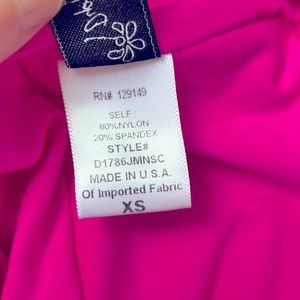 RN# 129149
SELF:
80%NYLON
20% SPANDEX
STYLE#
D1786JMNSC
MADE IN U.S.A.
Of Imported Fabric
XS